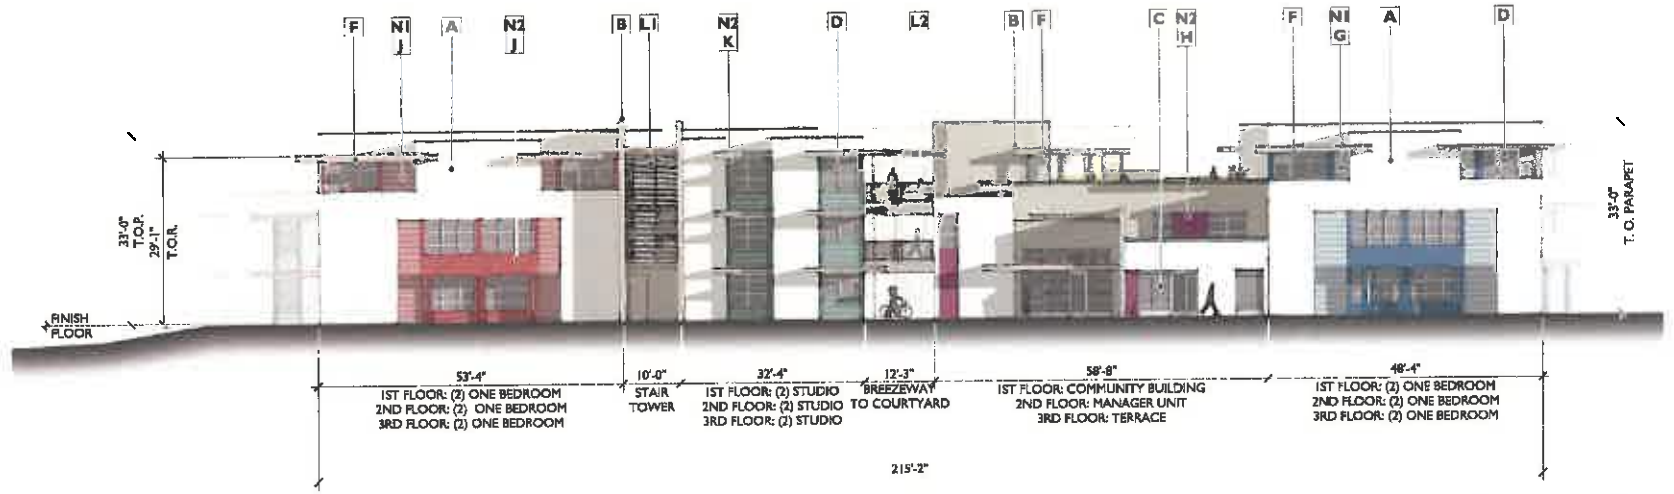 F N1 A N2 B L1 N2 D L2 B F C N2 F N1 A D
J J K H G
33'-0"
T.O.P.
29'-1"
T.O.R.
33'-0"
T. O. PARAPET
FINISH
FLOOR
53'-4" 10'-0" 32'-4" 12'-3" 58'-8" 48'-4"
1ST FLOOR: (2) ONE BEDROOM
2ND FLOOR: (2) ONE BEDROOM
3RD FLOOR: (2) ONE BEDROOM
STAIR
TOWER
1ST FLOOR: (2) STUDIO
2ND FLOOR: (2) STUDIO
3RD FLOOR: (2) STUDIO
BREEZEWAY
TO COURTYARD
1ST FLOOR: COMMUNITY BUILDING
2ND FLOOR: MANAGER UNIT
3RD FLOOR: TERRACE
1ST FLOOR: (2) ONE BEDROOM
2ND FLOOR: (2) ONE BEDROOM
3RD FLOOR: (2) ONE BEDROOM
215'-2"